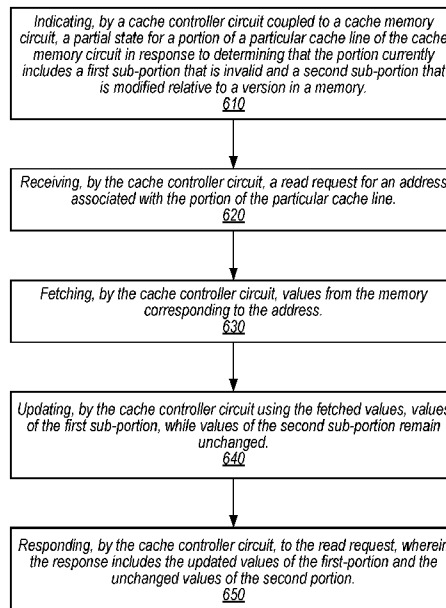 Indicating, by a cache controller circuit coupled to a cache memory
circuit, a partial state for a portion of a particular cache line of the cache
memory circuit in response to determining that the portion currently
includes a first sub-portion that is invalid and a second sub-portion that
is modified relative to a version in a memory.
610
Receiving, by the cache controller circuit, a read request for an address
associated with the portion of the particular cache line.
620
Fetching, by the cache controller circuit, values from the memory
corresponding to the address.
630
Updating, by the cache controller circuit using the fetched values, values
of the first sub-portion, while values of the second sub-portion remain
unchanged.
640
Responding, by the cache controller circuit, to the read request, wherein
the response includes the updated values of the first-portion and the
unchanged values of the second portion.
650